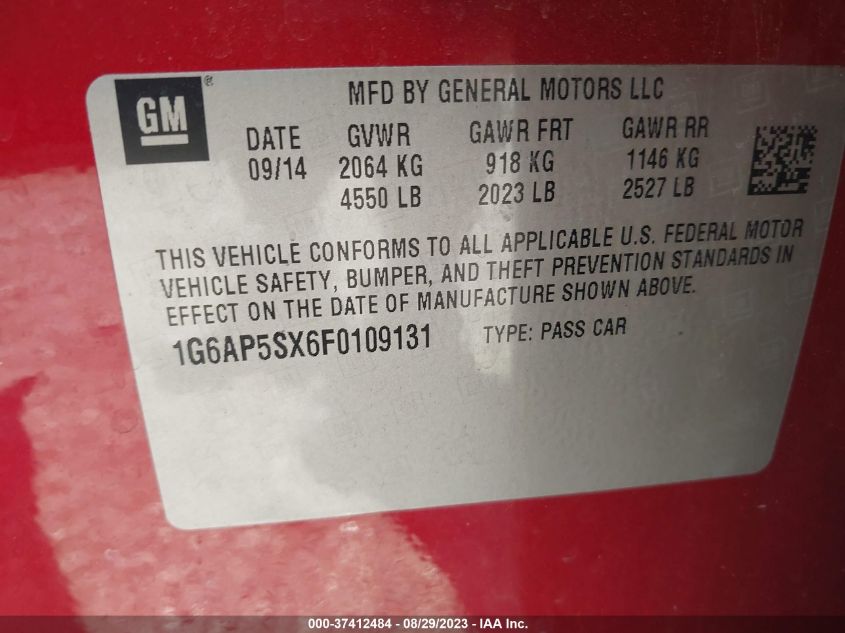 GM ®
MFD BY GENERAL MOTORS LLC
DATE GVWR GAWR FRT GAWR RR
09/14 2064 KG 918 KG 1146 KG
4550 LB 2023 LB 2527 LB
THIS VEHICLE CONFORMS TO ALL APPLICABLE U.S. FEDERAL MOTOR
VEHICLE SAFETY, BUMPER, AND THEFT PREVENTION STANDARDS IN
EFFECT ON THE DATE OF MANUFACTURE SHOWN ABOVE.
1G6AP5SX6F0109131 TYPE: PASS CAR
000-37412484 - 08/29/2023 - IAA Inc.